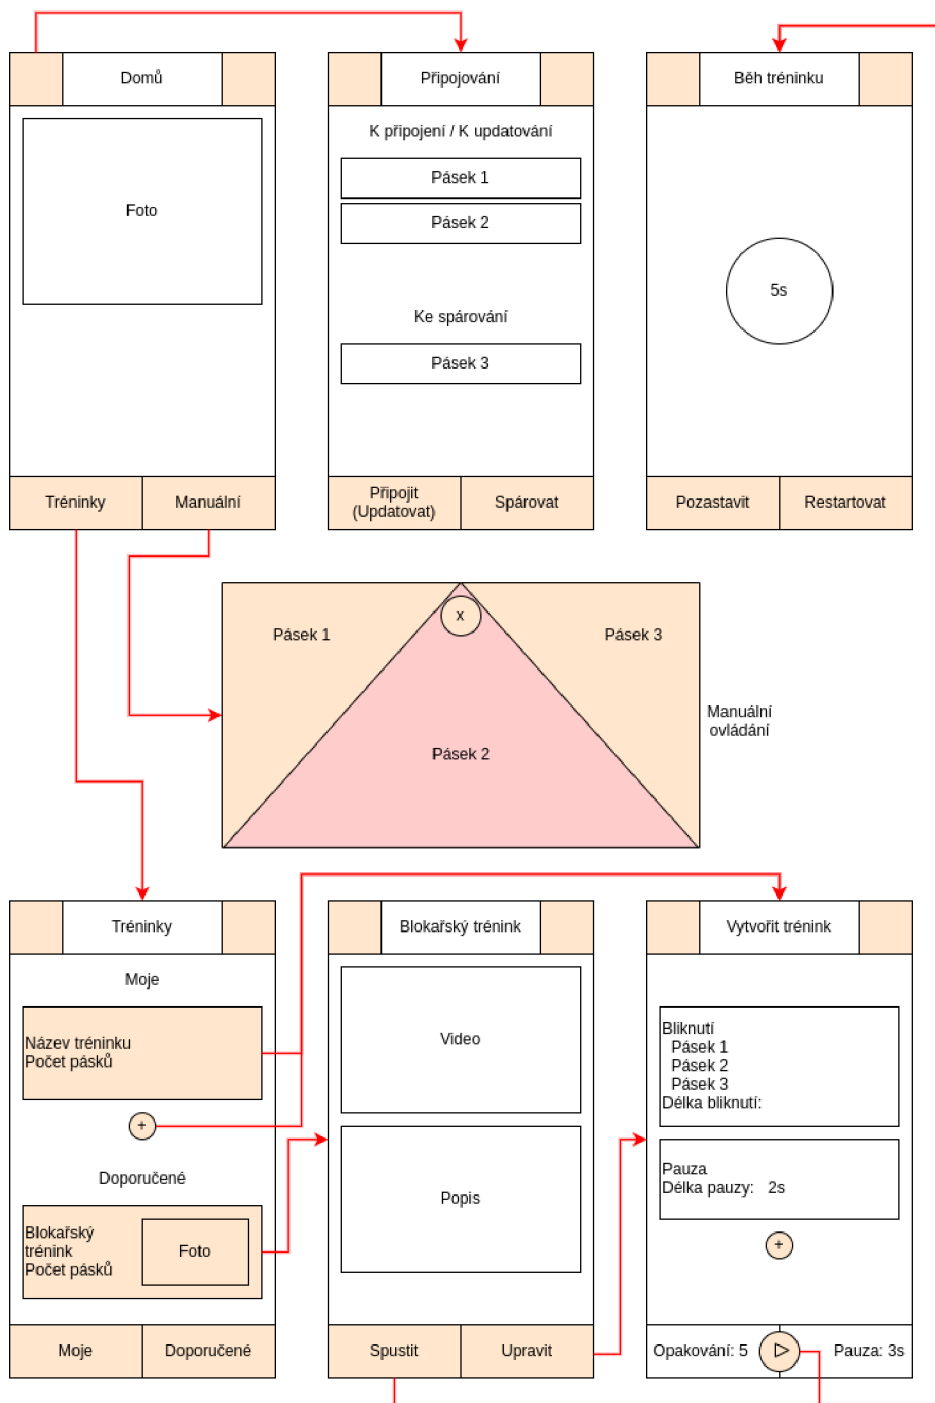 Domů
Foto
Tréninky
Manuální
Připojování
K připojení / K updatování
Pásek 1
Pásek 2
Ke spárování
Pásek 3
Připojit
(Updatovat)
Spárovat
Běh tréninku
5s
Pozastavit
Restartovat
Pásek 1
x
Pásek 3
Pásek 2
Manuální
ovládání
Tréninky
Moje
Název tréninku
Počet pásků
+
Doporučené
Blokařský
trénink
Počet pásků
Foto
Moje
Doporučené
Blokařský trénink
Video
Popis
Spustit
Upravit
Vytvořit trénink
Bliknutí
Pásek 1
Pásek 2
Pásek 3
Délka bliknutí:
Pauza
Délka pauzy: 2s
+
Opakování: 5
Pauza: 3s